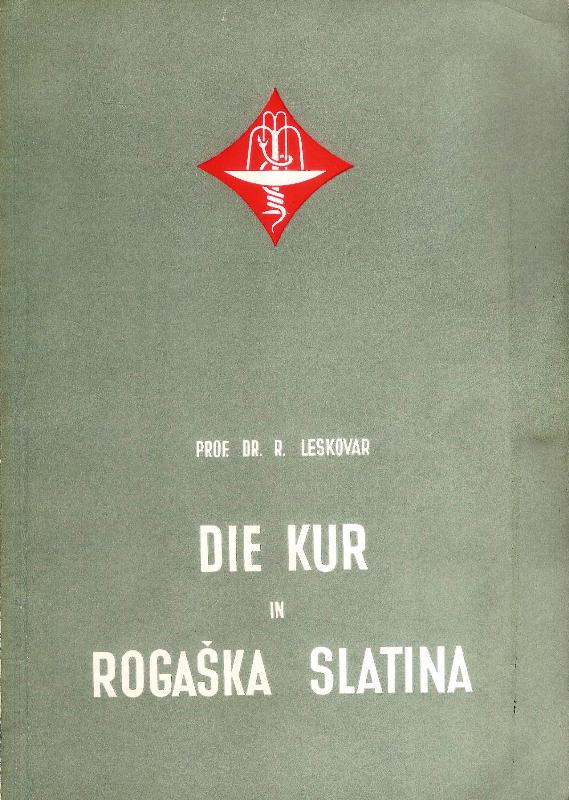 PROF. DR. R. LESKOVAR
DIE KUR
IN
ROGAŠKA SLATINA